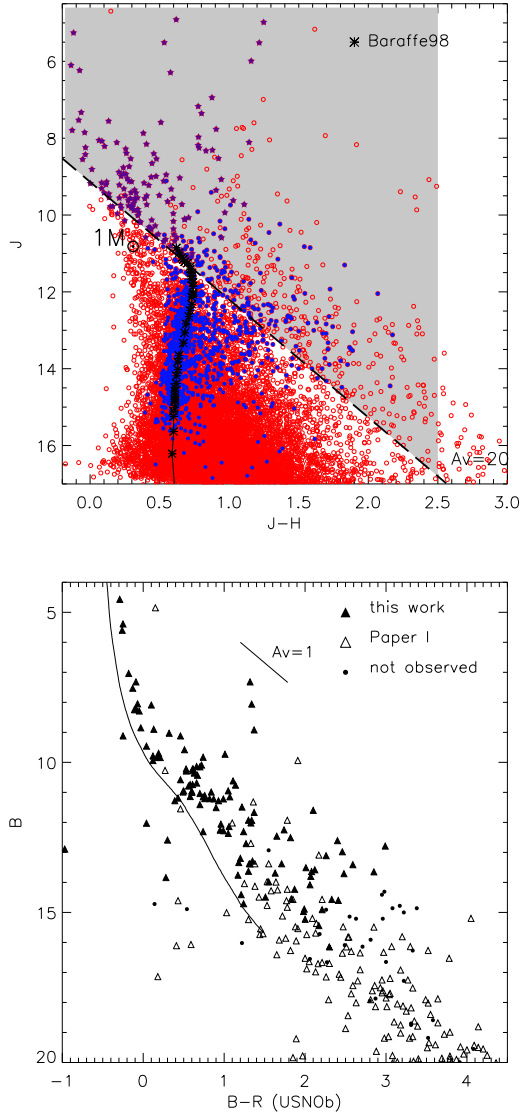 Baraffe98
6
8
10
1M
J
12
14
16
Av=20
0.0 0.5 1.0 1.5 2.0 2.5 3.0
J-H
this work
Paper I
not observed
Av=1
5
10
B
15
20
-1 0 1 2 3 4
B-R (USNOb)